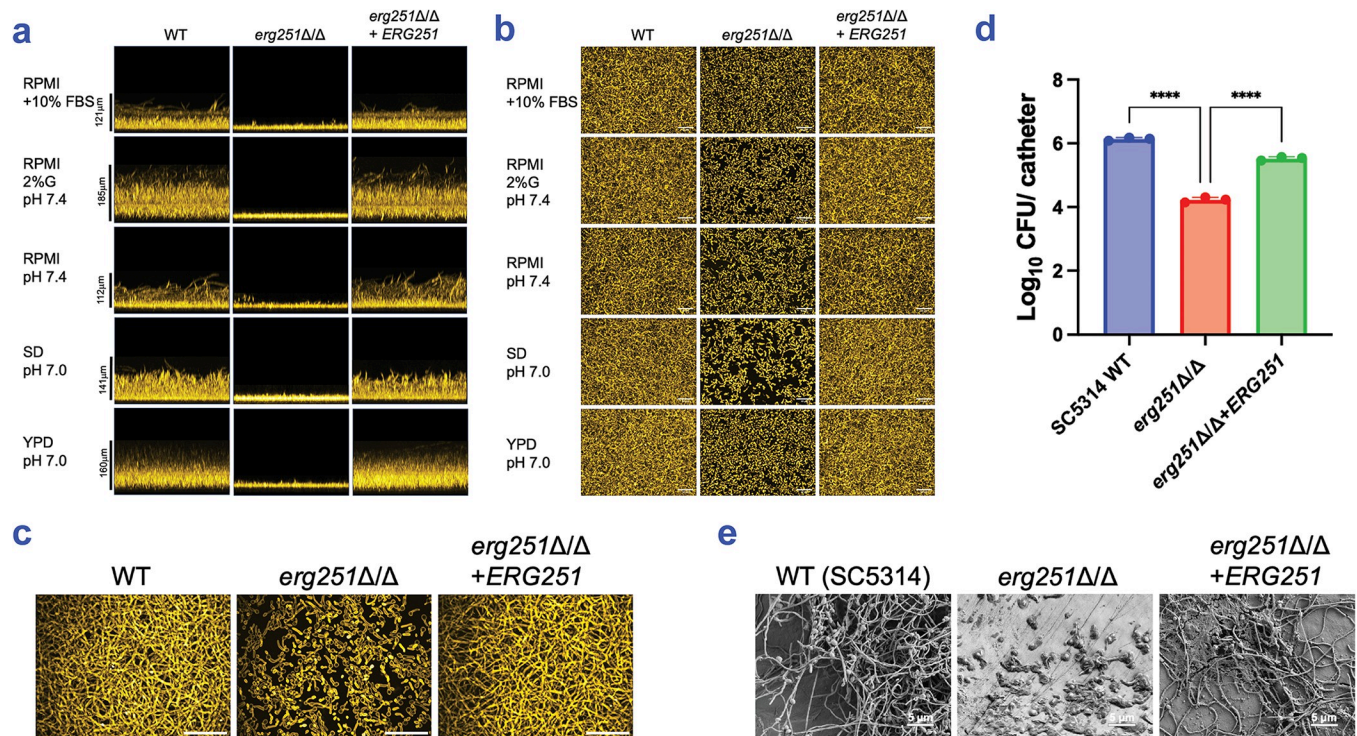 a
WT
erg251Δ/Δ
erg251Δ/Δ
+ ERG251
RPMI
+10% FBS
121μm
RPMI
2%G
pH 7.4
185μm
RPMI
pH 7.4
112μm
SD
pH 7.0
141μm
YPD
pH 7.0
160μm
b
WT
erg251Δ/Δ
erg251Δ/Δ
+ ERG251
RPMI
+10% FBS
RPMI
2%G
pH 7.4
RPMI
pH 7.4
SD
pH 7.0
YPD
pH 7.0
d
Log10 CFU/ catheter
8
6
4
2
0
****
****
SC5314 WT
erg251Δ/Δ
erg251Δ/Δ+ERG251
c
WT
erg251Δ/Δ
erg251Δ/Δ
+ERG251
e
WT (SC5314)
erg251Δ/Δ
erg251Δ/Δ
+ERG251
5 μm
5 μm
5 μm